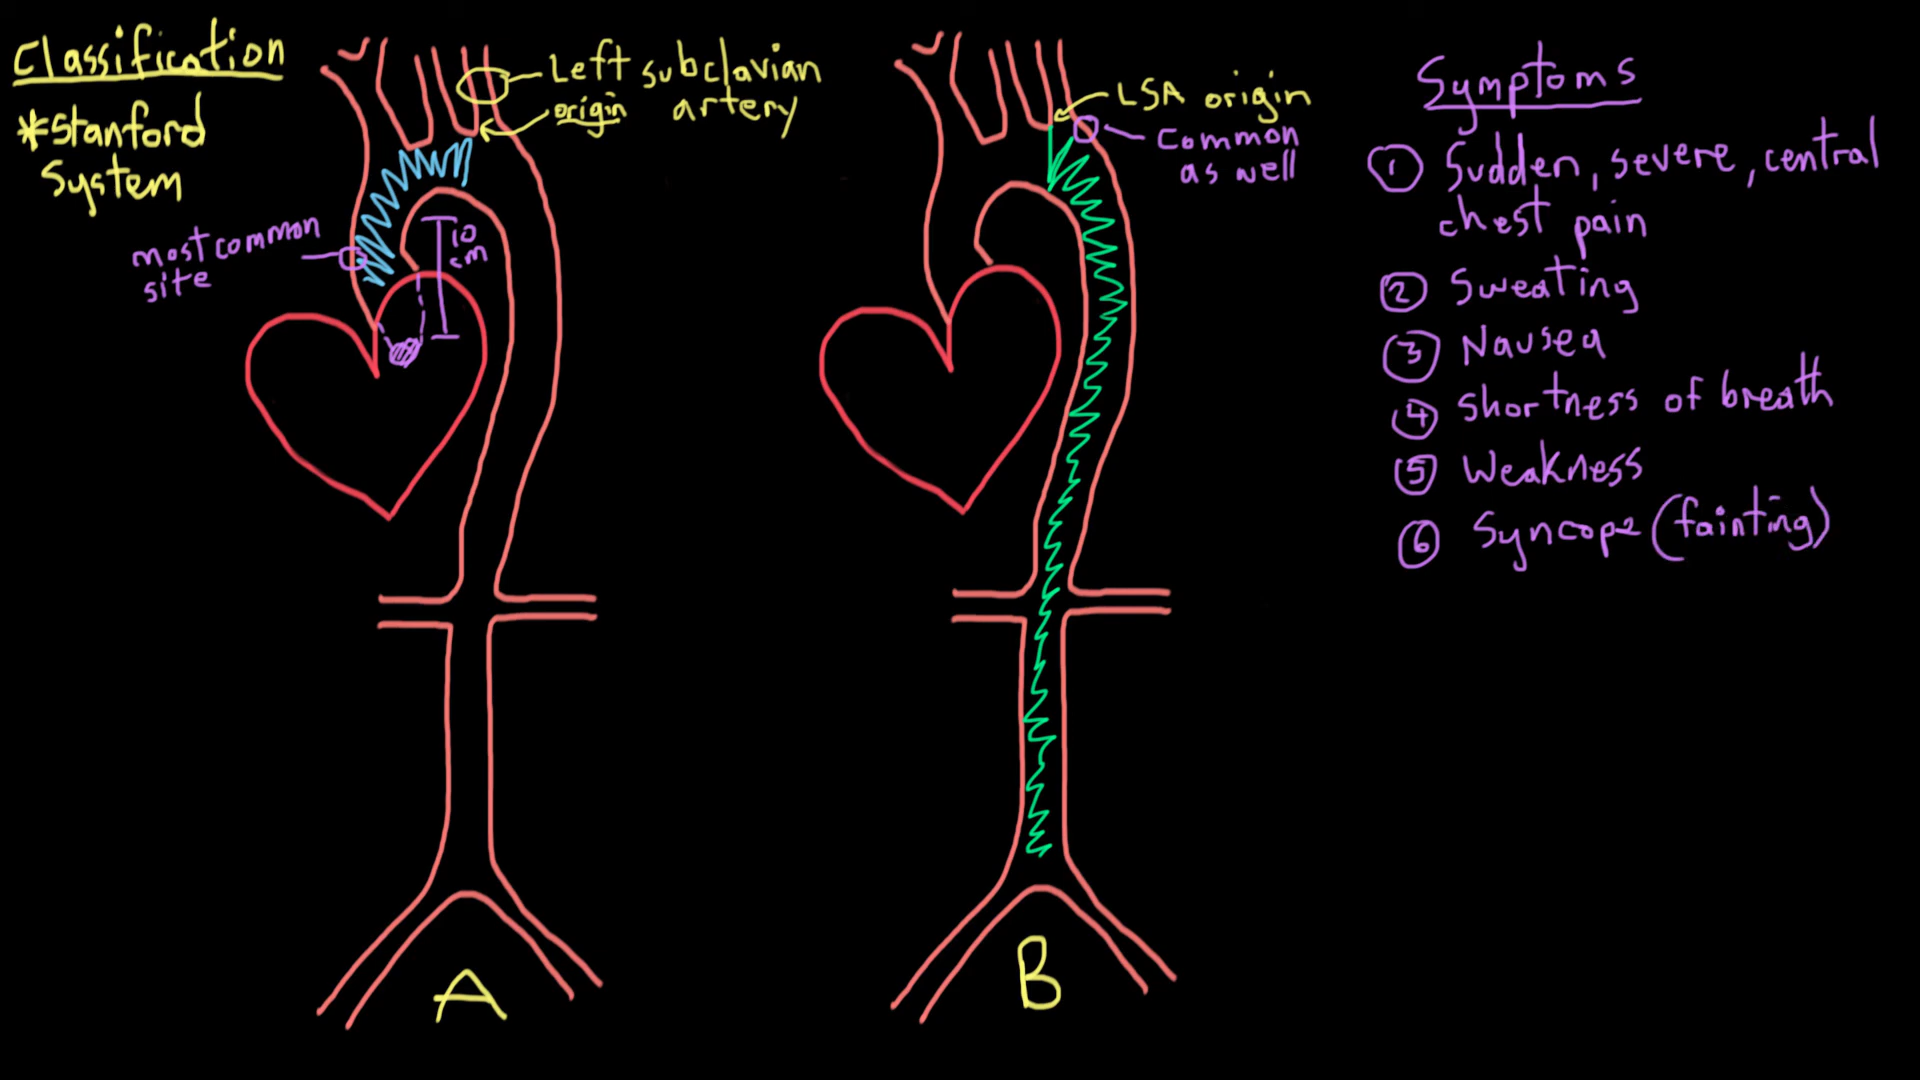 Classification
*Stanford
System
Left subclavian
origin artery
most common
site
10
cm
A
LSA origin
Common
as well
B
Symptoms
1 Sudden, severe, central
chest pain
2 Sweating
3 Nausea
4 Shortness of breath
5 Weakness
6 Syncope (fainting)